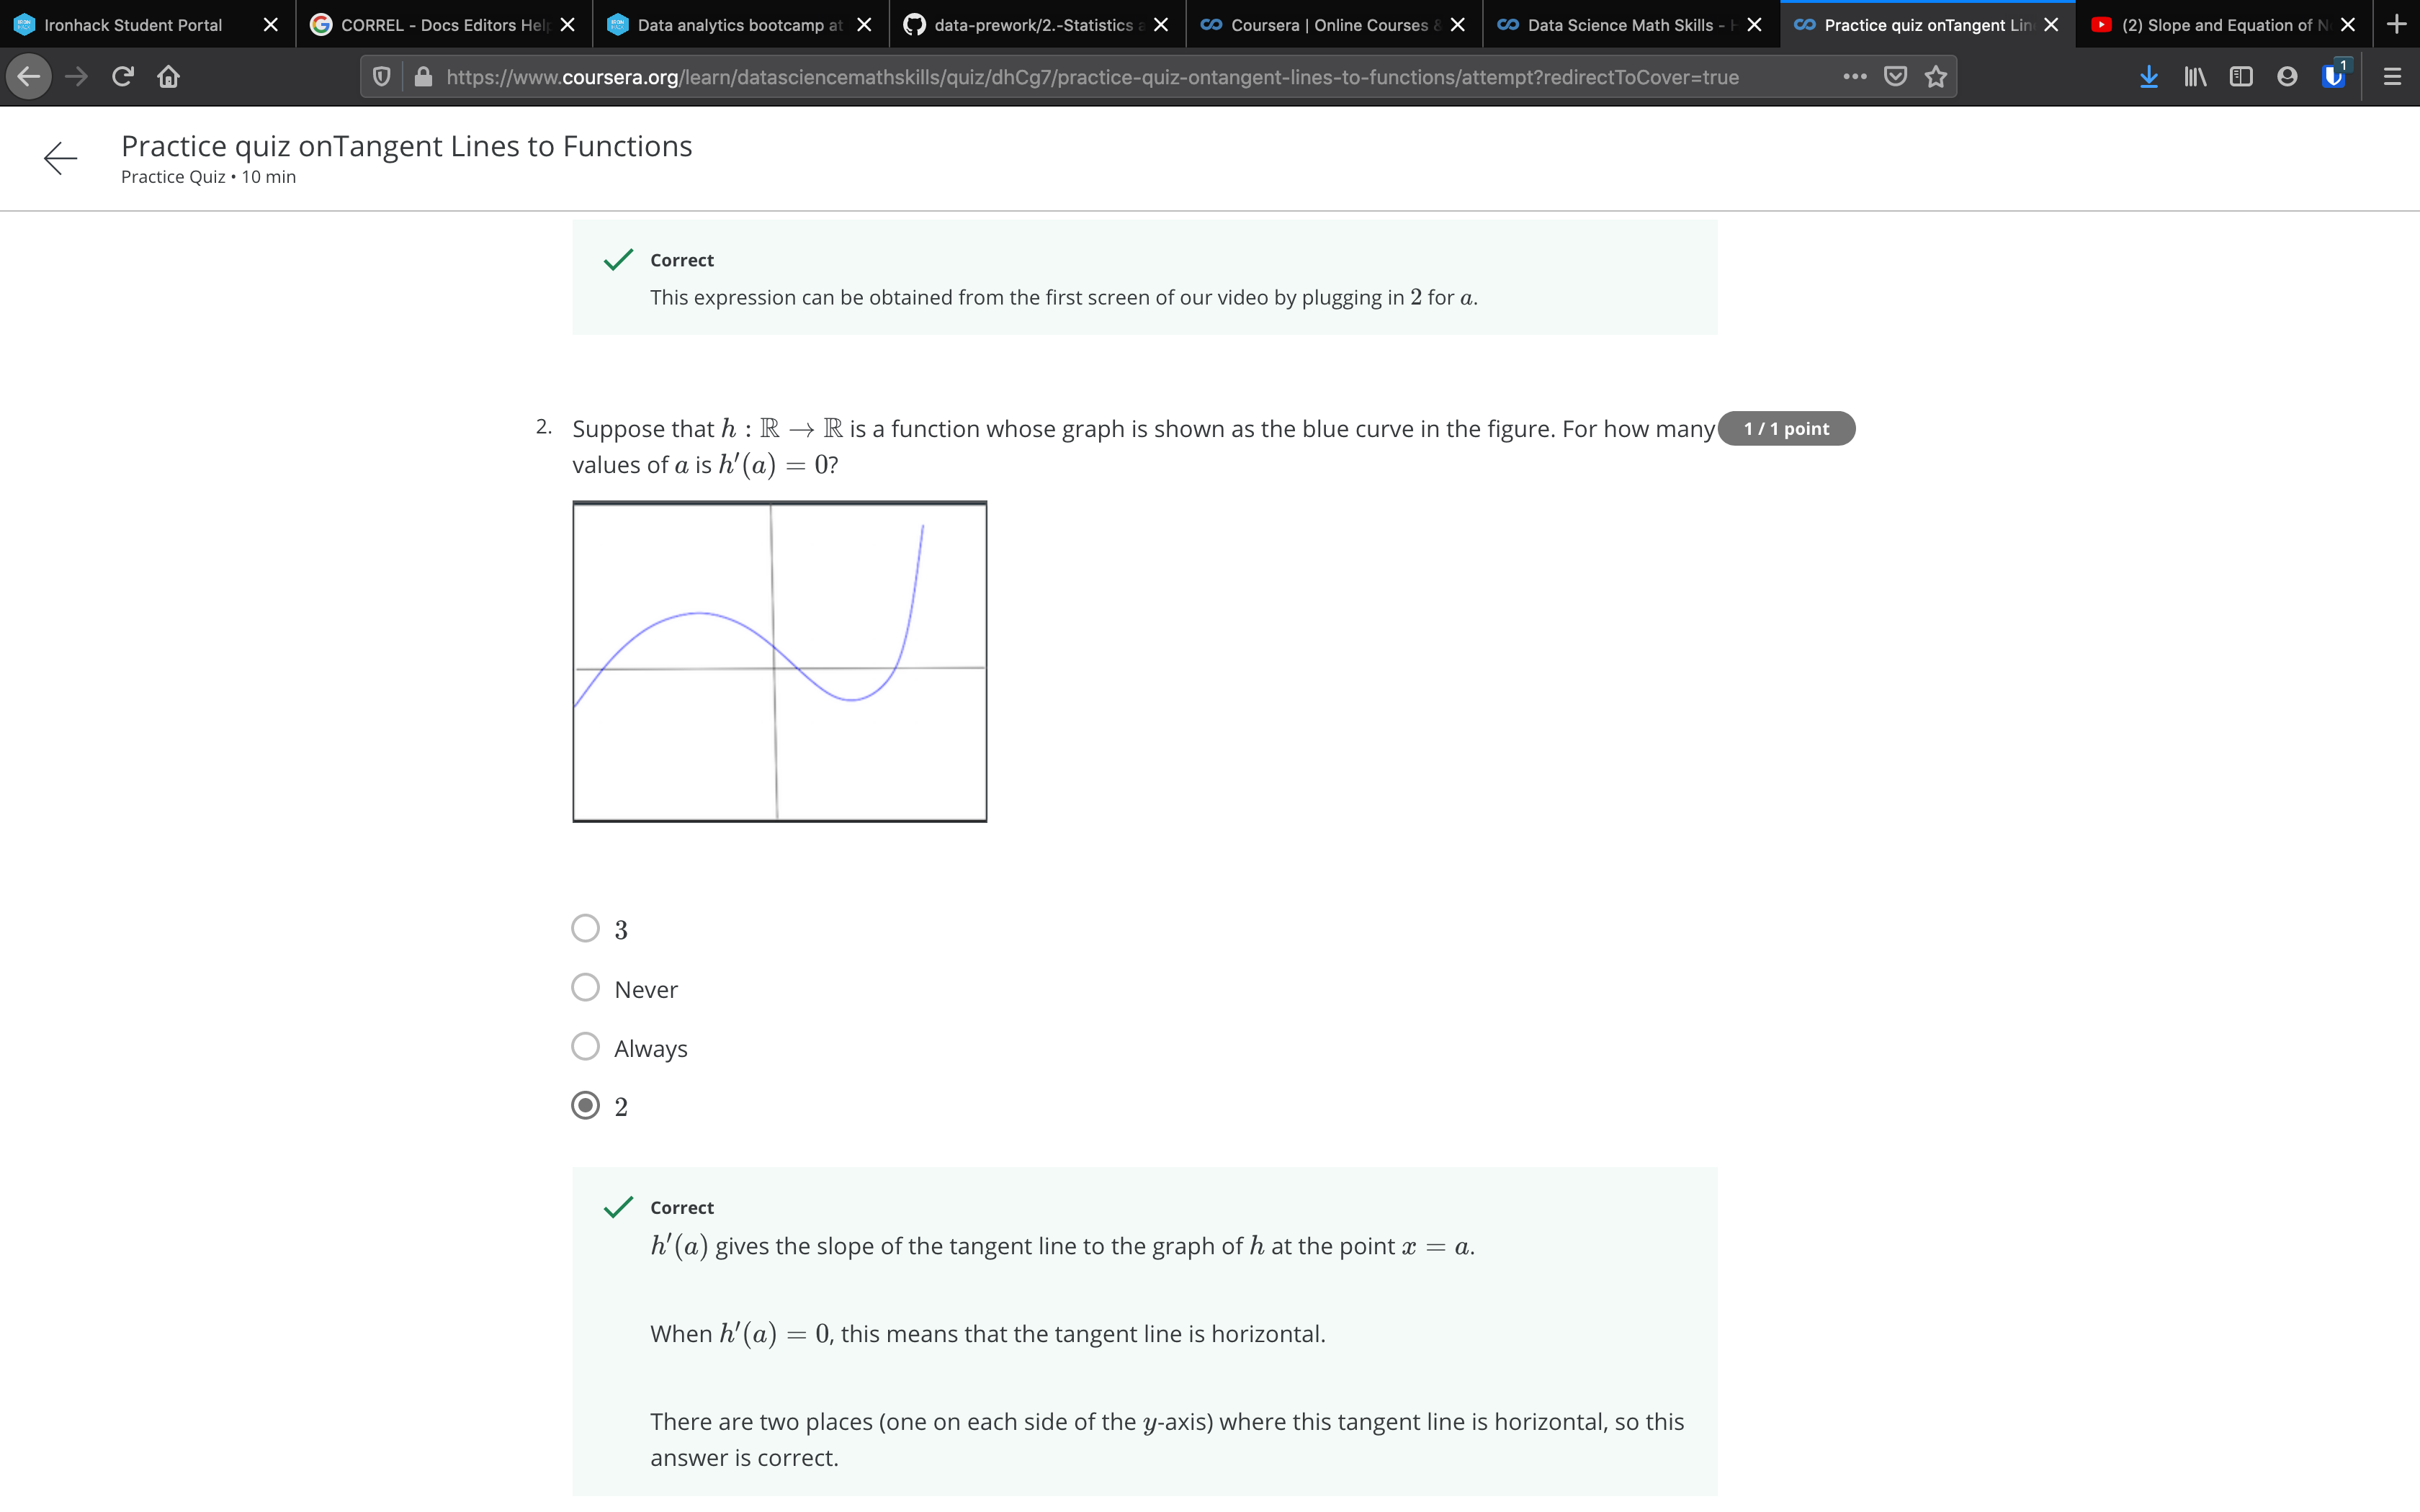 Ironhack Student Portal
CORREL - Docs Editors Hel
Data analytics bootcamp at
data-prework/2.-Statistics a
Coursera | Online Courses &
Data Science Math Skills -
Practice quiz onTangent Lin
(2) Slope and Equation of N
https://www.coursera.org/learn/datasciencemathskills/quiz/dhCg7/practice-quiz-ontangent-lines-to-functions/attempt?redirectToCover=true
1
Practice quiz onTangent Lines to Functions
Practice Quiz • 10 min
Correct
This expression can be obtained from the first screen of our video by plugging in 2 for a.
2. Suppose that h : ℝ → ℝ is a function whose graph is shown as the blue curve in the figure. For how many 1 / 1 point
values of a is h′(a) = 0?
3
Never
Always
2
Correct
h′(a) gives the slope of the tangent line to the graph of h at the point x = a.
When h′(a) = 0, this means that the tangent line is horizontal.
There are two places (one on each side of the y-axis) where this tangent line is horizontal, so this
answer is correct.